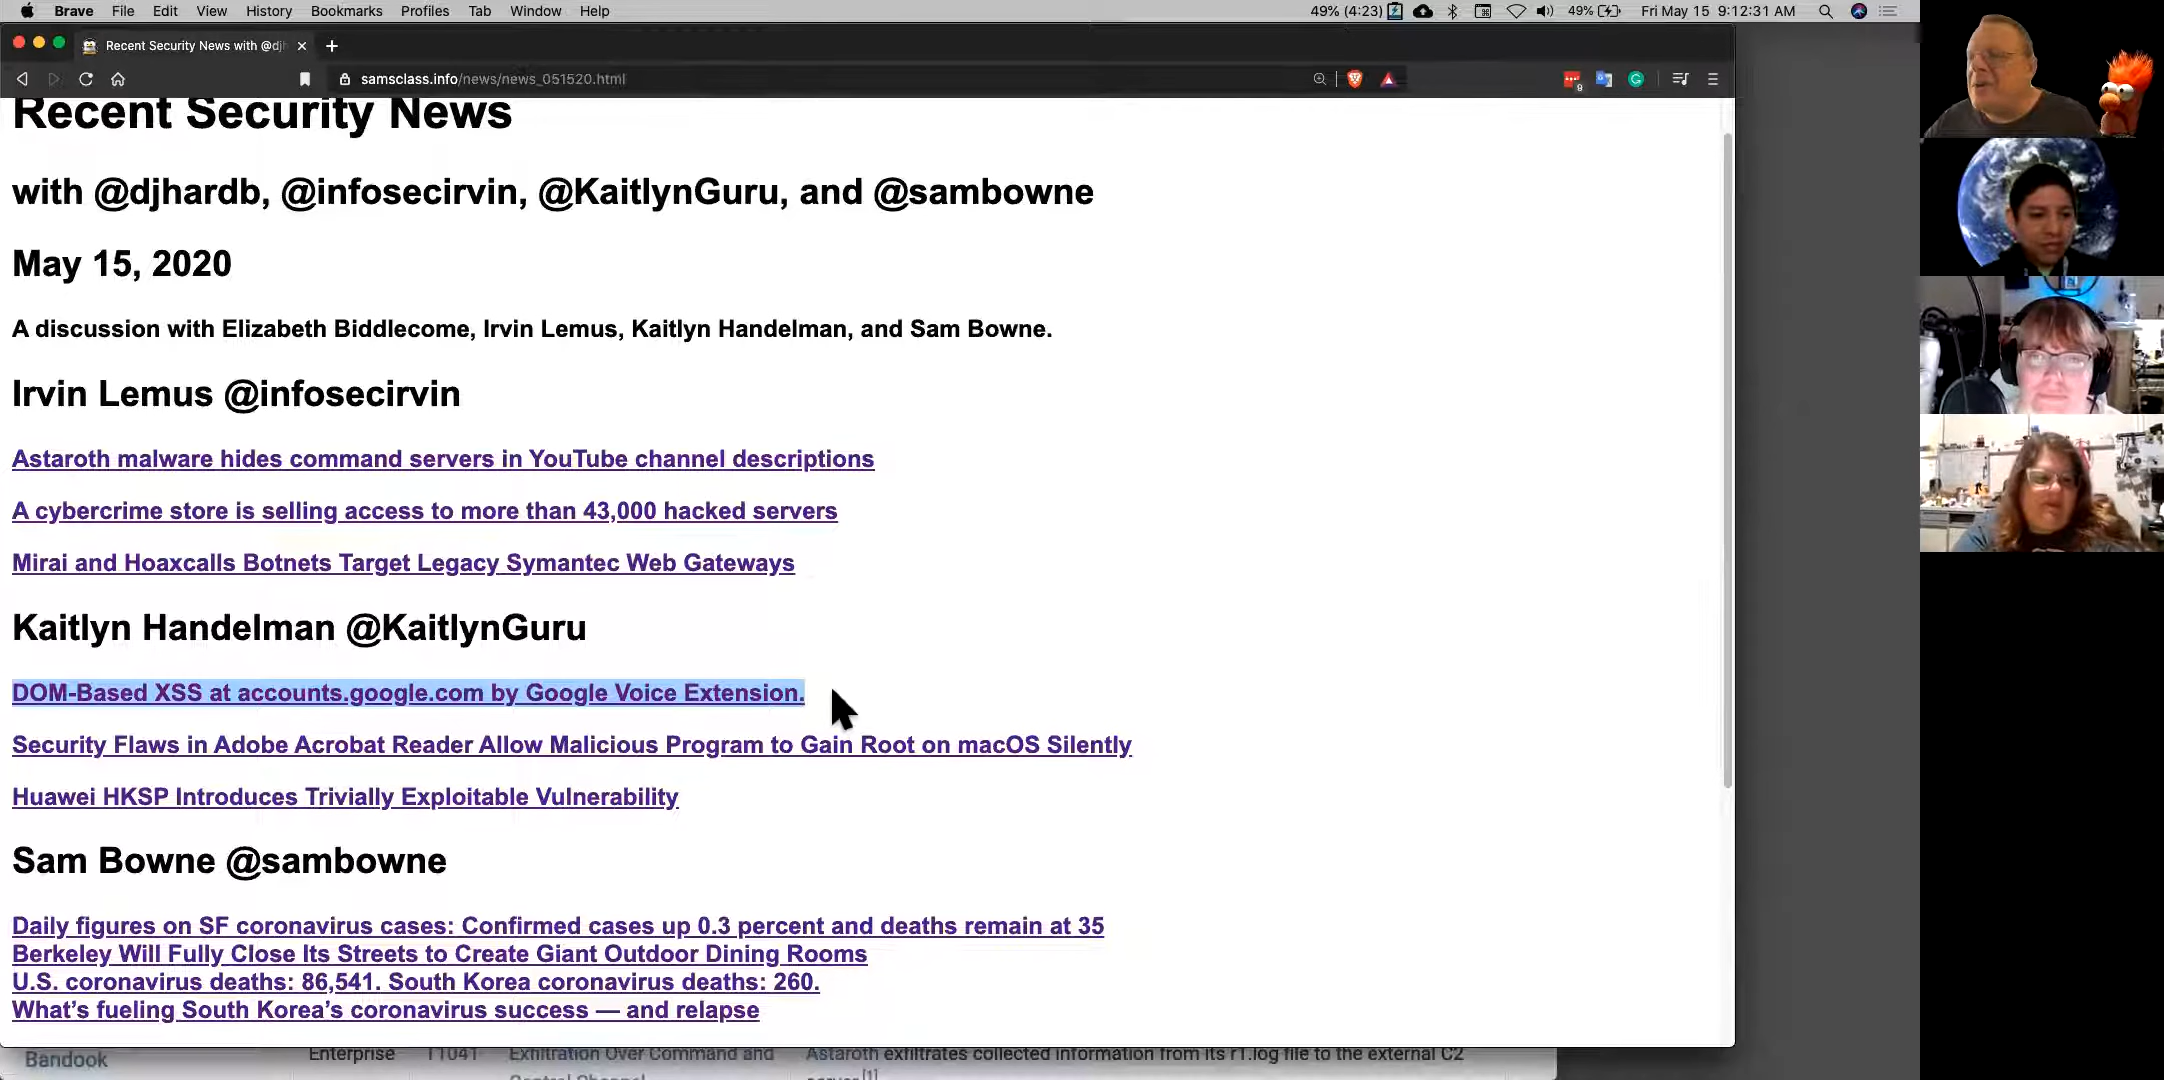 Brave File Edit View History Bookmarks Profiles Tab Window Help 49% (4:23) 49% Fri May 15 9:12:31 AM
Recent Security News with @djh
samsclass.info/news/news_051520.html
9
Recent Security News
with @djhardb, @infosecirvin, @KaitlynGuru, and @sambowne
May 15, 2020
A discussion with Elizabeth Biddlecome, Irvin Lemus, Kaitlyn Handelman, and Sam Bowne.
Irvin Lemus @infosecirvin
Astaroth malware hides command servers in YouTube channel descriptions
A cybercrime store is selling access to more than 43,000 hacked servers
Mirai and Hoaxcalls Botnets Target Legacy Symantec Web Gateways
Kaitlyn Handelman @KaitlynGuru
DOM-Based XSS at accounts.google.com by Google Voice Extension.
Security Flaws in Adobe Acrobat Reader Allow Malicious Program to Gain Root on macOS Silently
Huawei HKSP Introduces Trivially Exploitable Vulnerability
Sam Bowne @sambowne
Daily figures on SF coronavirus cases: Confirmed cases up 0.3 percent and deaths remain at 35
Berkeley Will Fully Close Its Streets to Create Giant Outdoor Dining Rooms
U.S. coronavirus deaths: 86,541. South Korea coronavirus deaths: 260.
What’s fueling South Korea’s coronavirus success — and relapse
Bandook Enterprise T1041 Exfiltration Over Command and Astaroth exfiltrates collected information from its r1.log file to the external C2
[1]